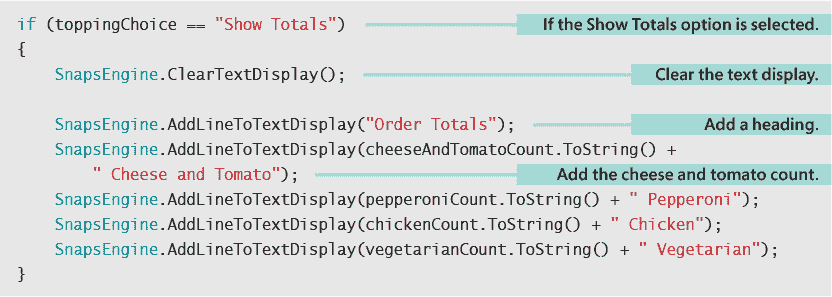 if (toppingChoice == "Show Totals") If the Show Totals option is selected.
{
SnapsEngine.ClearTextDisplay(); Clear the text display.
SnapsEngine.AddLineToTextDisplay("Order Totals"); Add a heading.
SnapsEngine.AddLineToTextDisplay(cheeseAndTomatoCount.ToString() +
" Cheese and Tomato"); Add the cheese and tomato count.
SnapsEngine.AddLineToTextDisplay(pepperoniCount.ToString() + " Pepperoni");
SnapsEngine.AddLineToTextDisplay(chickenCount.ToString() + " Chicken");
SnapsEngine.AddLineToTextDisplay(vegetarianCount.ToString() + " Vegetarian");
}